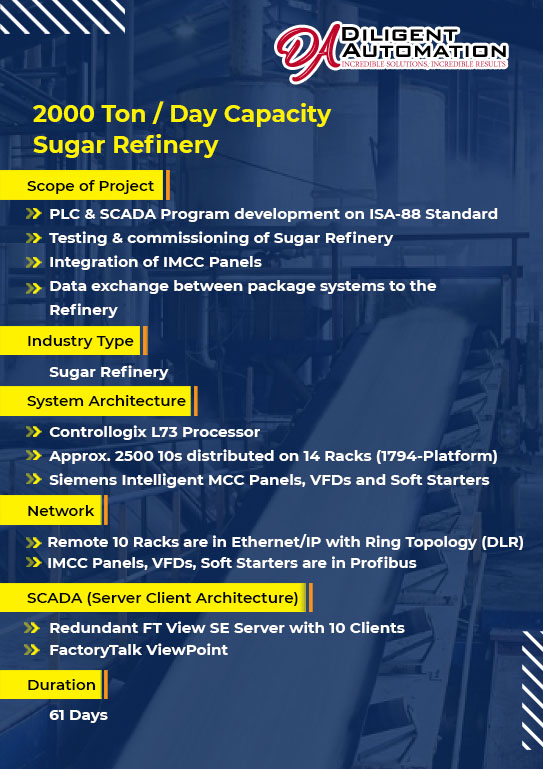 DILIGENT
AUTOMATION
INCREDIBLE SOLUTIONS, INCREDIBLE RESULTS
2000 Ton / Day Capacity
Sugar Refinery
Scope of Project
PLC & SCADA Program development on ISA-88 Standard
Testing & commissioning of Sugar Refinery
Integration of IMCC Panels
Data exchange between package systems to the
Refinery
Industry Type
Sugar Refinery
System Architecture
Controllogix L73 Processor
Approx. 2500 10s distributed on 14 Racks (1794-Platform)
Siemens Intelligent MCC Panels, VFDs and Soft Starters
Network
Remote 10 Racks are in Ethernet/IP with Ring Topology (DLR)
IMCC Panels, VFDs, Soft Starters are in Profibus
SCADA (Server Client Architecture)
Redundant FT View SE Server with 10 Clients
FactoryTalk ViewPoint
Duration
61 Days